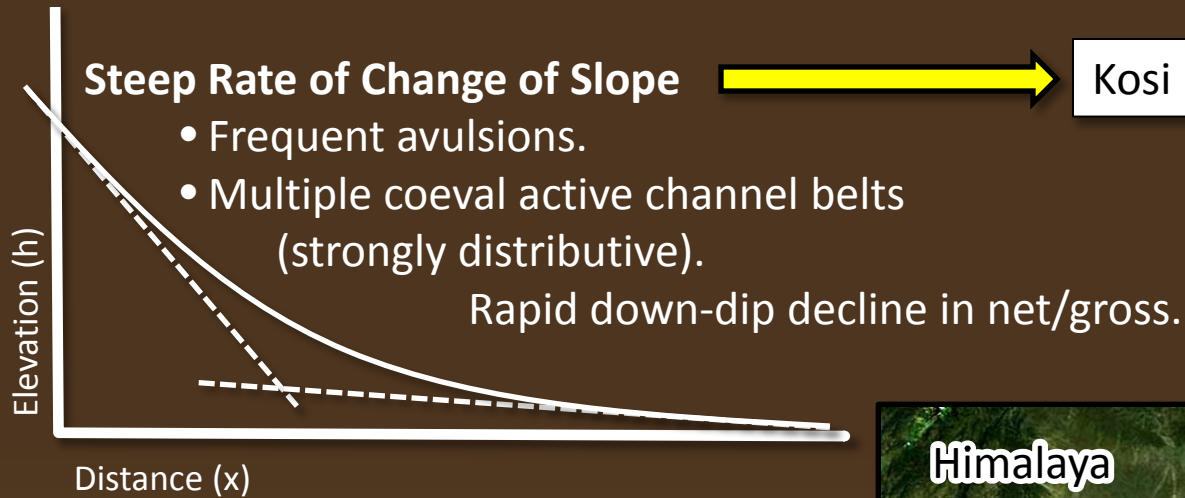 Steep Rate of Change of Slope
Kosi
• Frequent avulsions.
• Multiple coeval active channel belts
(strongly distributive).
Rapid down-dip decline in net/gross.
Elevation (h)
Distance (x)
Himalaya